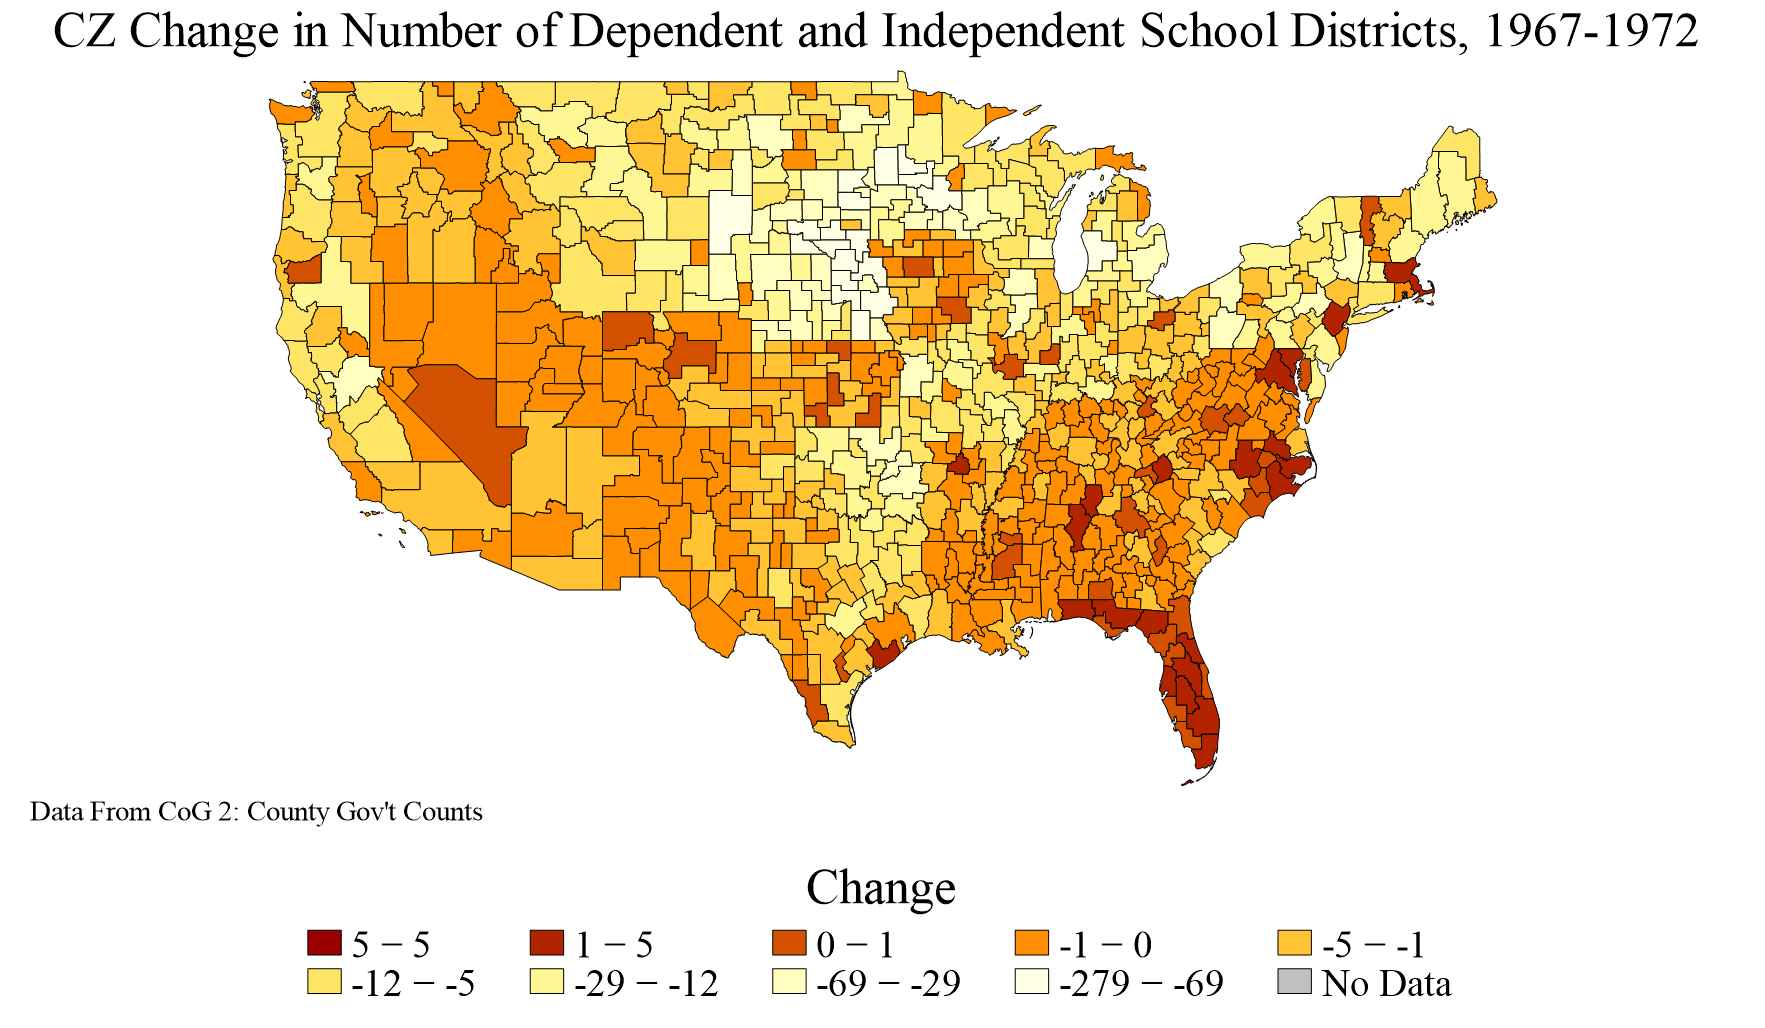 CZ Change in Number of Dependent and Independent School Districts, 1967-1972
Data From CoG 2: County Gov't Counts
Change
5 − 5 1 − 5 0 − 1 -1 − 0 -5 − -1
-12 − -5 -29 − -12 -69 − -29 -279 − -69 No Data